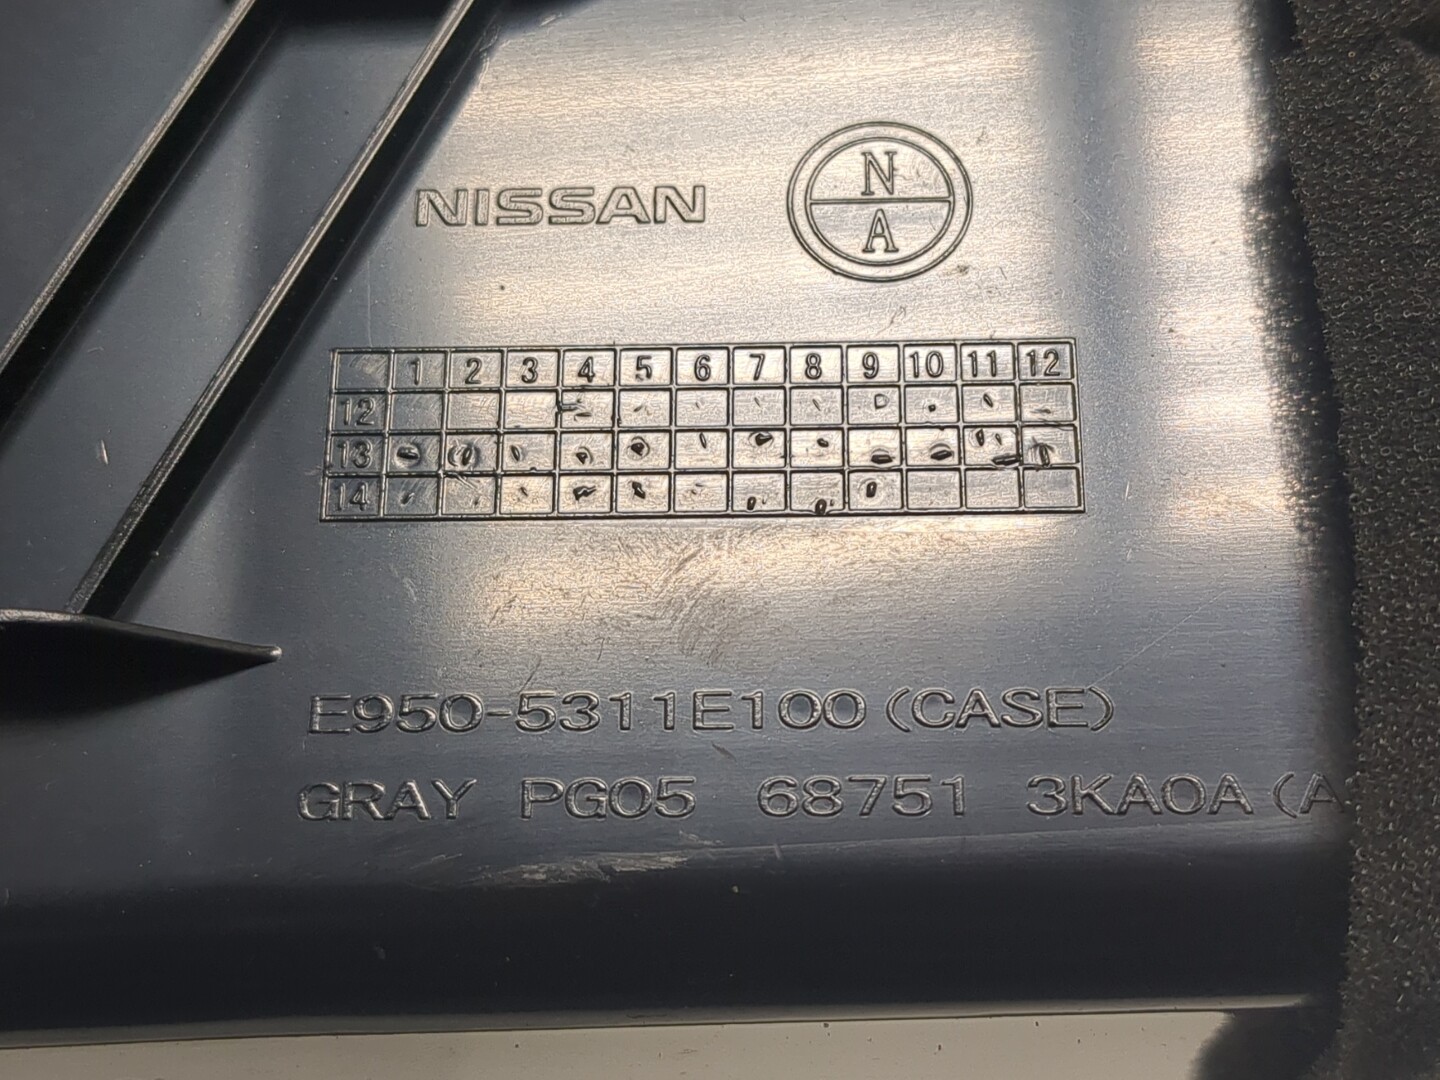 NISSAN
N
A
1 2 3 4 5 6 7 8 9 10 11 12
12
13
14
E950-5311E100 (CASE)
GRAY PG05 68751 3KA0A (A